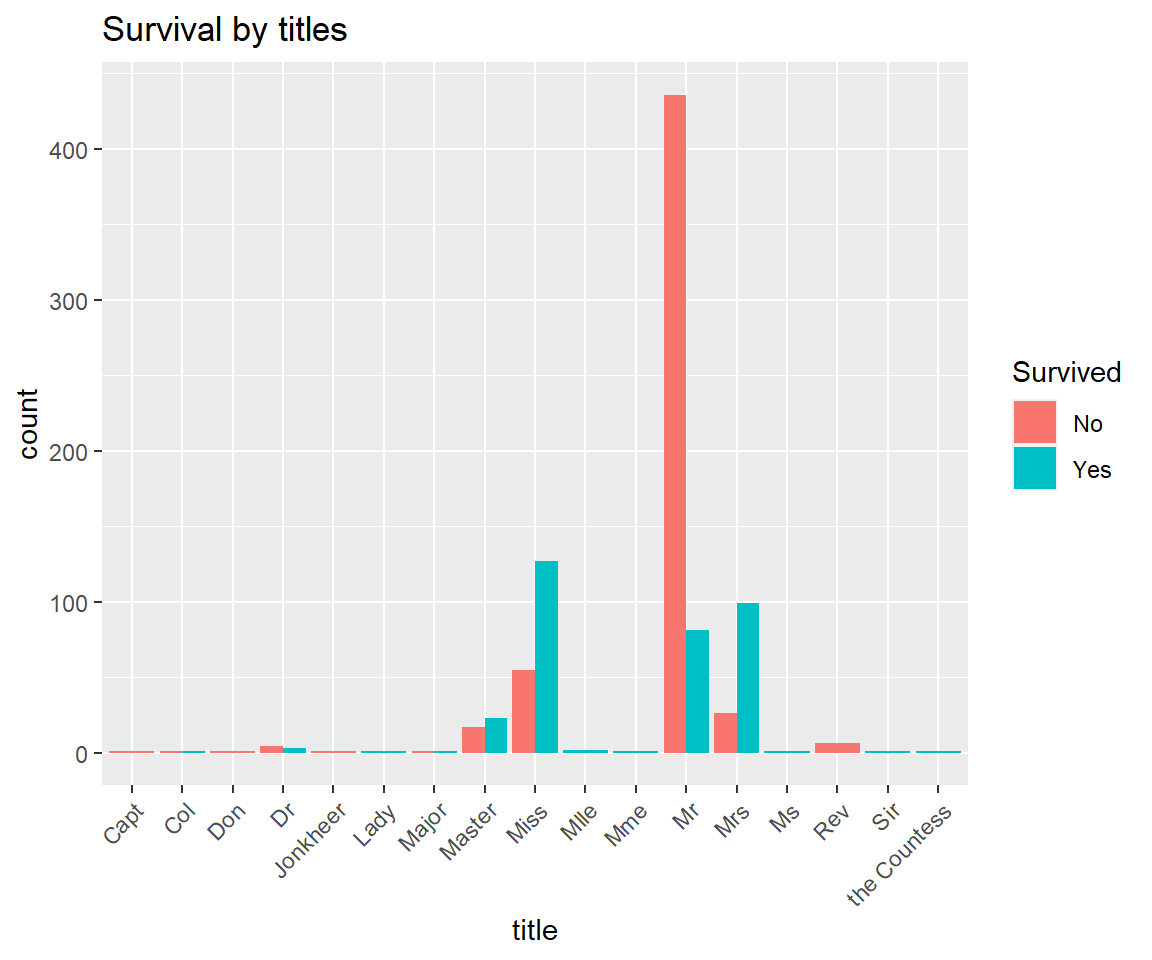 Survival by titles
400
300
200
100
0
count
Capt
Col
Don
Dr
Jonkheer
Lady
Major
Master
Miss
Mlle
Mme
Mr
Mrs
Ms
Rev
Sir
the Countess
title
Survived
No
Yes